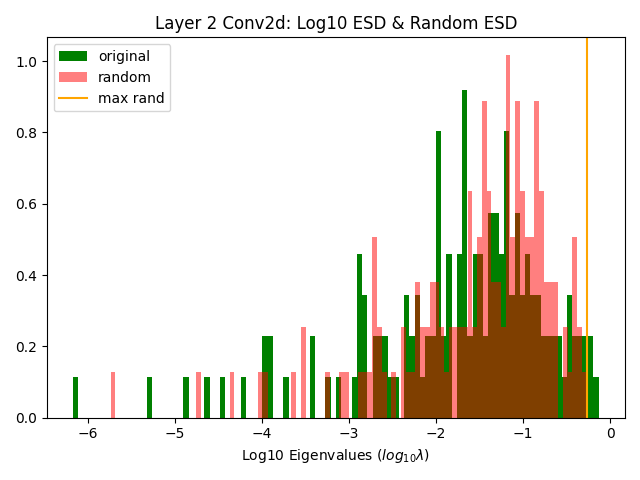 Layer 2 Conv2d: Log10 ESD & Random ESD
original
random
max rand
1.0
0.8
0.6
0.4
0.2
0.0
−6 −5 −4 −3 −2 −1 0
Log10 Eigenvalues (log10λ)